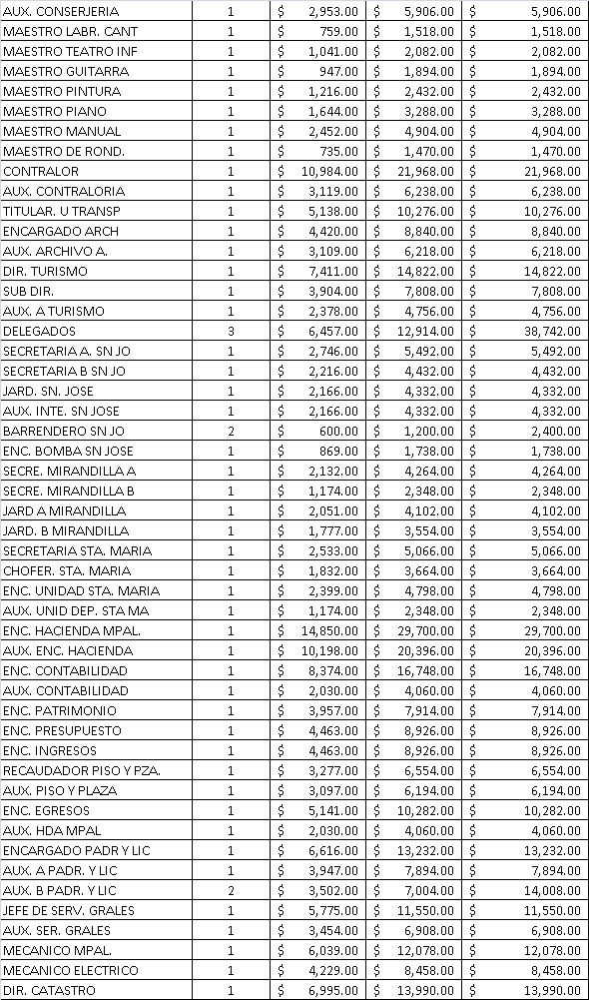 AUX. CONSERJERIA 1 $ 2,953.00 $ 5,906.00 $ 5,906.00
MAESTRO LABR. CANT 1 $ 759.00 $ 1,518.00 $ 1,518.00
MAESTRO TEATRO INF 1 $ 1,041.00 $ 2,082.00 $ 2,082.00
MAESTRO GUITARRA 1 $ 947.00 $ 1,894.00 $ 1,894.00
MAESTRO PINTURA 1 $ 1,216.00 $ 2,432.00 $ 2,432.00
MAESTRO PIANO 1 $ 1,644.00 $ 3,288.00 $ 3,288.00
MAESTRO MANUAL 1 $ 2,452.00 $ 4,904.00 $ 4,904.00
MAESTRO DE ROND. 1 $ 735.00 $ 1,470.00 $ 1,470.00
CONTRALOR 1 $ 10,984.00 $ 21,968.00 $ 21,968.00
AUX. CONTRALORIA 1 $ 3,119.00 $ 6,238.00 $ 6,238.00
TITULAR. U TRANSP 1 $ 5,138.00 $ 10,276.00 $ 10,276.00
ENCARGADO ARCH 1 $ 4,420.00 $ 8,840.00 $ 8,840.00
AUX. ARCHIVO A. 1 $ 3,109.00 $ 6,218.00 $ 6,218.00
DIR. TURISMO 1 $ 7,411.00 $ 14,822.00 $ 14,822.00
SUB DIR. 1 $ 3,904.00 $ 7,808.00 $ 7,808.00
AUX. A TURISMO 1 $ 2,378.00 $ 4,756.00 $ 4,756.00
DELEGADOS 3 $ 6,457.00 $ 12,914.00 $ 38,742.00
SECRETARIA A. SN JO 1 $ 2,746.00 $ 5,492.00 $ 5,492.00
SECRETARIA B SN JO 1 $ 2,216.00 $ 4,432.00 $ 4,432.00
JARD. SN. JOSE 1 $ 2,166.00 $ 4,332.00 $ 4,332.00
AUX. INTE. SN JOSE 1 $ 2,166.00 $ 4,332.00 $ 4,332.00
BARRENDERO SN JO 2 $ 600.00 $ 1,200.00 $ 2,400.00
ENC. BOMBA SN JOSE 1 $ 869.00 $ 1,738.00 $ 1,738.00
SECRE. MIRANDILLA A 1 $ 2,132.00 $ 4,264.00 $ 4,264.00
SECRE. MIRANDILLA B 1 $ 1,174.00 $ 2,348.00 $ 2,348.00
JARD A MIRANDILLA 1 $ 2,051.00 $ 4,102.00 $ 4,102.00
JARD. B MIRANDILLA 1 $ 1,777.00 $ 3,554.00 $ 3,554.00
SECRETARIA STA. MARIA 1 $ 2,533.00 $ 5,066.00 $ 5,066.00
CHOFER. STA. MARIA 1 $ 1,832.00 $ 3,664.00 $ 3,664.00
ENC. UNIDAD STA. MARIA 1 $ 2,399.00 $ 4,798.00 $ 4,798.00
AUX. UNID DEP. STA MA 1 $ 1,174.00 $ 2,348.00 $ 2,348.00
ENC. HACIENDA MPAL. 1 $ 14,850.00 $ 29,700.00 $ 29,700.00
AUX. ENC. HACIENDA 1 $ 10,198.00 $ 20,396.00 $ 20,396.00
ENC. CONTABILIDAD 1 $ 8,374.00 $ 16,748.00 $ 16,748.00
AUX. CONTABILIDAD 1 $ 2,030.00 $ 4,060.00 $ 4,060.00
ENC. PATRIMONIO 1 $ 3,957.00 $ 7,914.00 $ 7,914.00
ENC. PRESUPUESTO 1 $ 4,463.00 $ 8,926.00 $ 8,926.00
ENC. INGRESOS 1 $ 4,463.00 $ 8,926.00 $ 8,926.00
RECAUDADOR PISO Y PZA. 1 $ 3,277.00 $ 6,554.00 $ 6,554.00
AUX. PISO Y PLAZA 1 $ 3,097.00 $ 6,194.00 $ 6,194.00
ENC. EGRESOS 1 $ 5,141.00 $ 10,282.00 $ 10,282.00
AUX. HDA MPAL 1 $ 2,030.00 $ 4,060.00 $ 4,060.00
ENCARGADO PADR Y LIC 1 $ 6,616.00 $ 13,232.00 $ 13,232.00
AUX. A PADR. Y LIC 1 $ 3,947.00 $ 7,894.00 $ 7,894.00
AUX. B PADR. Y LIC 2 $ 3,502.00 $ 7,004.00 $ 14,008.00
JEFE DE SERV. GRALES 1 $ 5,775.00 $ 11,550.00 $ 11,550.00
AUX. SER. GRALES 1 $ 3,454.00 $ 6,908.00 $ 6,908.00
MECANICO MPAL. 1 $ 6,039.00 $ 12,078.00 $ 12,078.00
MECANICO ELECTRICO 1 $ 4,229.00 $ 8,458.00 $ 8,458.00
DIR. CATASTRO 1 $ 6,995.00 $ 13,990.00 $ 13,990.00